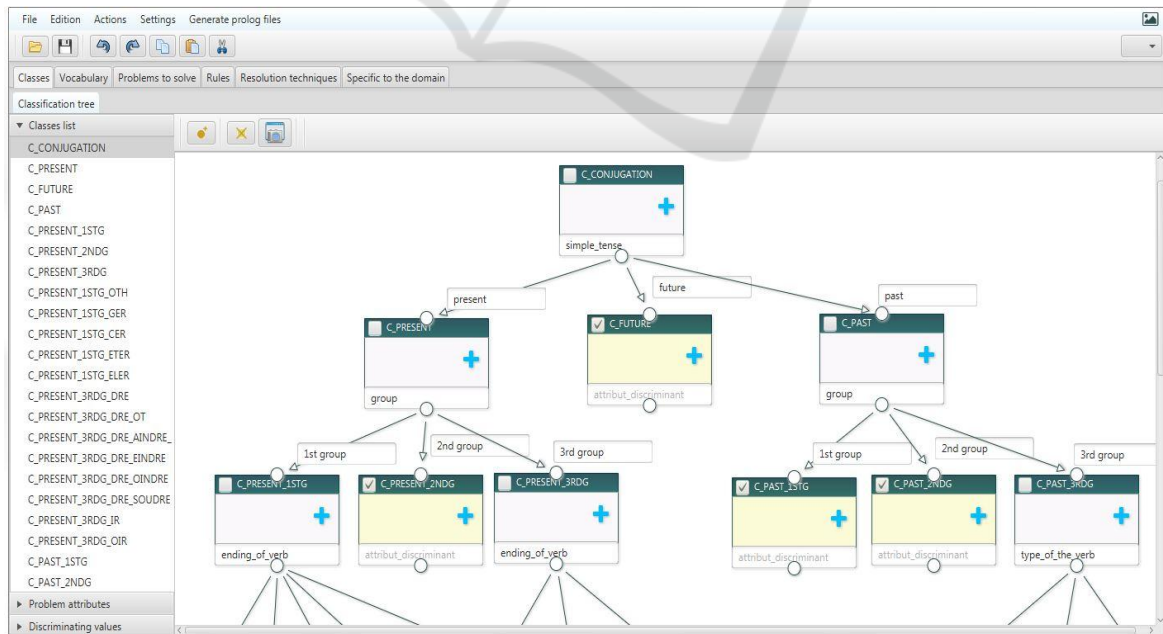 File Edition Actions Settings Generate prolog files
Classes Vocabulary Problems to solve Rules Resolution techniques Specific to the domain
Classification tree
Classes list
C_CONJUGATION
C_PRESENT
C_FUTURE
C_PAST
C_PRESENT_1STG
C_PRESENT_2NDG
C_PRESENT_3RDG
C_PRESENT_1STG_OTH
C_PRESENT_1STG_GER
C_PRESENT_1STG_CER
C_PRESENT_1STG_ETER
C_PRESENT_1STG_ELER
C_PRESENT_3RDG_DRE
C_PRESENT_3RDG_DRE_OT
C_PRESENT_3RDG_DRE_AINDRE_
C_PRESENT_3RDG_DRE_EINDRE
C_PRESENT_3RDG_DRE_OINDRE
C_PRESENT_3RDG_DRE_SOUDRE
C_PRESENT_3RDG_IR
C_PRESENT_3RDG_OIR
C_PAST_1STG
C_PAST_2NDG
Problem attributes
Discriminating values
C_CONJUGATION
simple_tense
present
future
past
C_PRESENT
group
C_FUTURE
attribut_discriminant
C_PAST
group
1st group
2nd group
3rd group
1st group
2nd group
3rd group
C_PRESENT_1STG
ending_of_verb
C_PRESENT_2NDG
attribut_discriminant
C_PRESENT_3RDG
ending_of_verb
C_PAST_1STG
attribut_discriminant
C_PAST_2NDG
attribut_discriminant
C_PAST_3RDG
type_of_the_verb